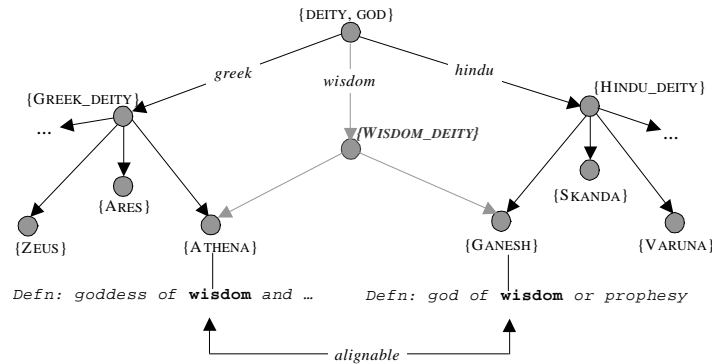 {DEITY, GOD}
greek
wisdom
hindu
{GREEK_DEITY}
{HINDU_DEITY}
...
...
{WISDOM_DEITY}
{ARES}
{SKANDA}
{ZEUS}
{ATHENA}
{GANESH}
{VARUNA}
Defn: goddess of wisdom and …
Defn: god of wisdom or prophesy
alignable